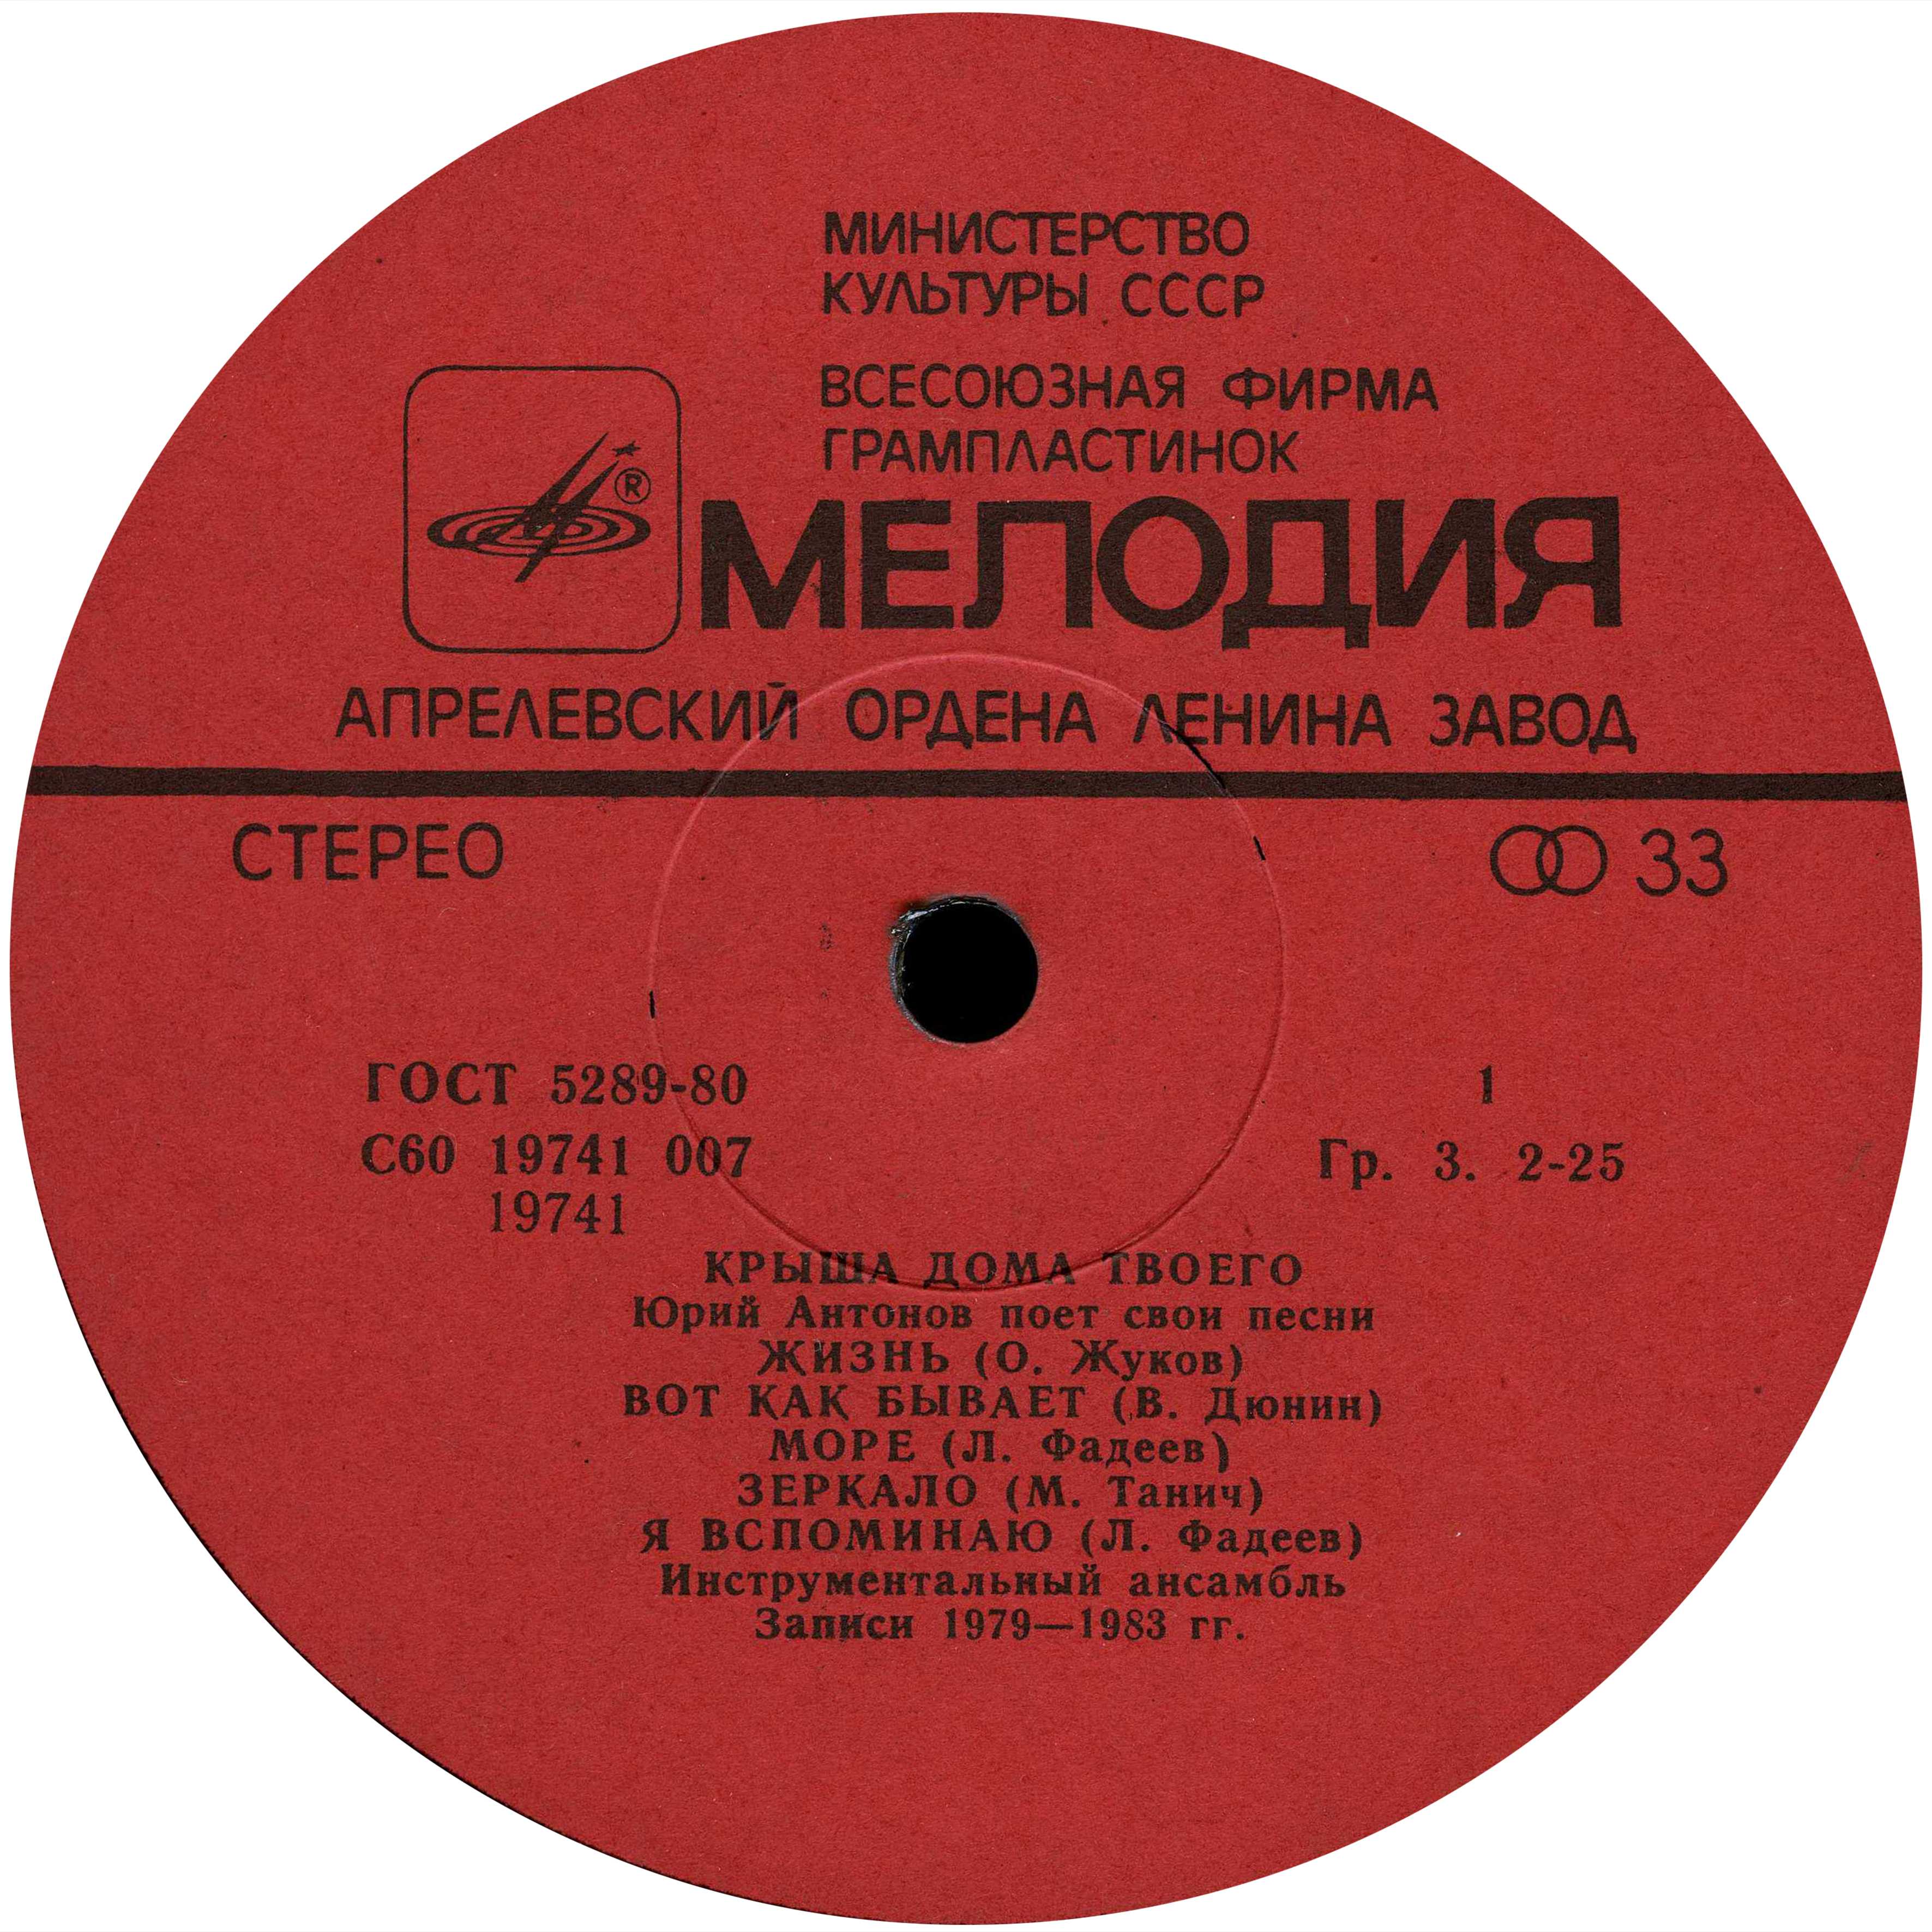 МИНИСТЕРСТВО
КУЛЬТУРЫ СССР
ВСЕСОЮЗНАЯ ФИРМА
ГРАМПЛАСТИНОК
®
МЕЛОДИЯ
АПРЕЛЕВСКИЙ ОРДЕНА ЛЕНИНА ЗАВОД
СТЕРЕО 33
ГОСТ 5289-80 1
С60 19741 007 Гр. 3. 2-25
19741
КРЫША ДОМА ТВОЕГО
Юрий Антонов поет свои песни
ЖИЗНЬ (О. Жуков)
ВОТ КАК БЫВАЕТ (В. Дюнин)
МОРЕ (Л. Фадеев)
ЗЕРКАЛО (М. Танич)
Я ВСПОМИНАЮ (Л. Фадеев)
Инструментальный ансамбль
Записи 1979—1983 гг.